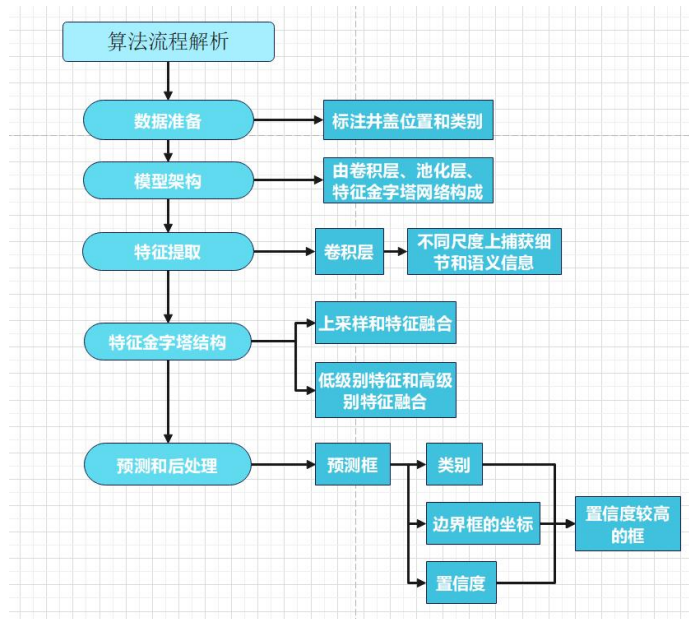 算法流程解析
数据准备
标注井盖位置和类别
模型架构
由卷积层、池化层、
特征金字塔网络构成
特征提取
卷积层
不同尺度上捕获细
节和语义信息
特征金字塔结构
上采样和特征融合
低级别特征和高级
别特征融合
预测和后处理
预测框
类别
边界框的坐标
置信度
置信度较高
的框